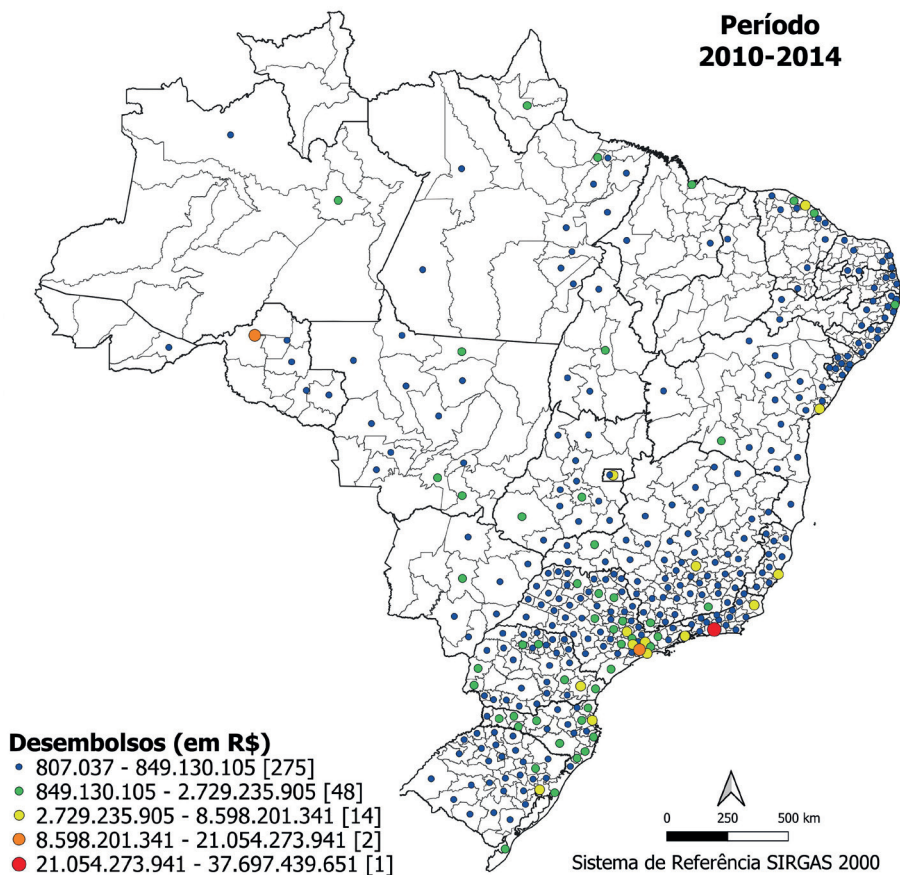 Período
2010-2014
Desembolsos (em R$)
807.037 - 849.130.105 [275]
849.130.105 - 2.729.235.905 [48]
2.729.235.905 - 8.598.201.341 [14]
8.598.201.341 - 21.054.273.941 [2]
21.054.273.941 - 37.697.439.651 [1]
0 250 500 km
Sistema de Referência SIRGAS 2000